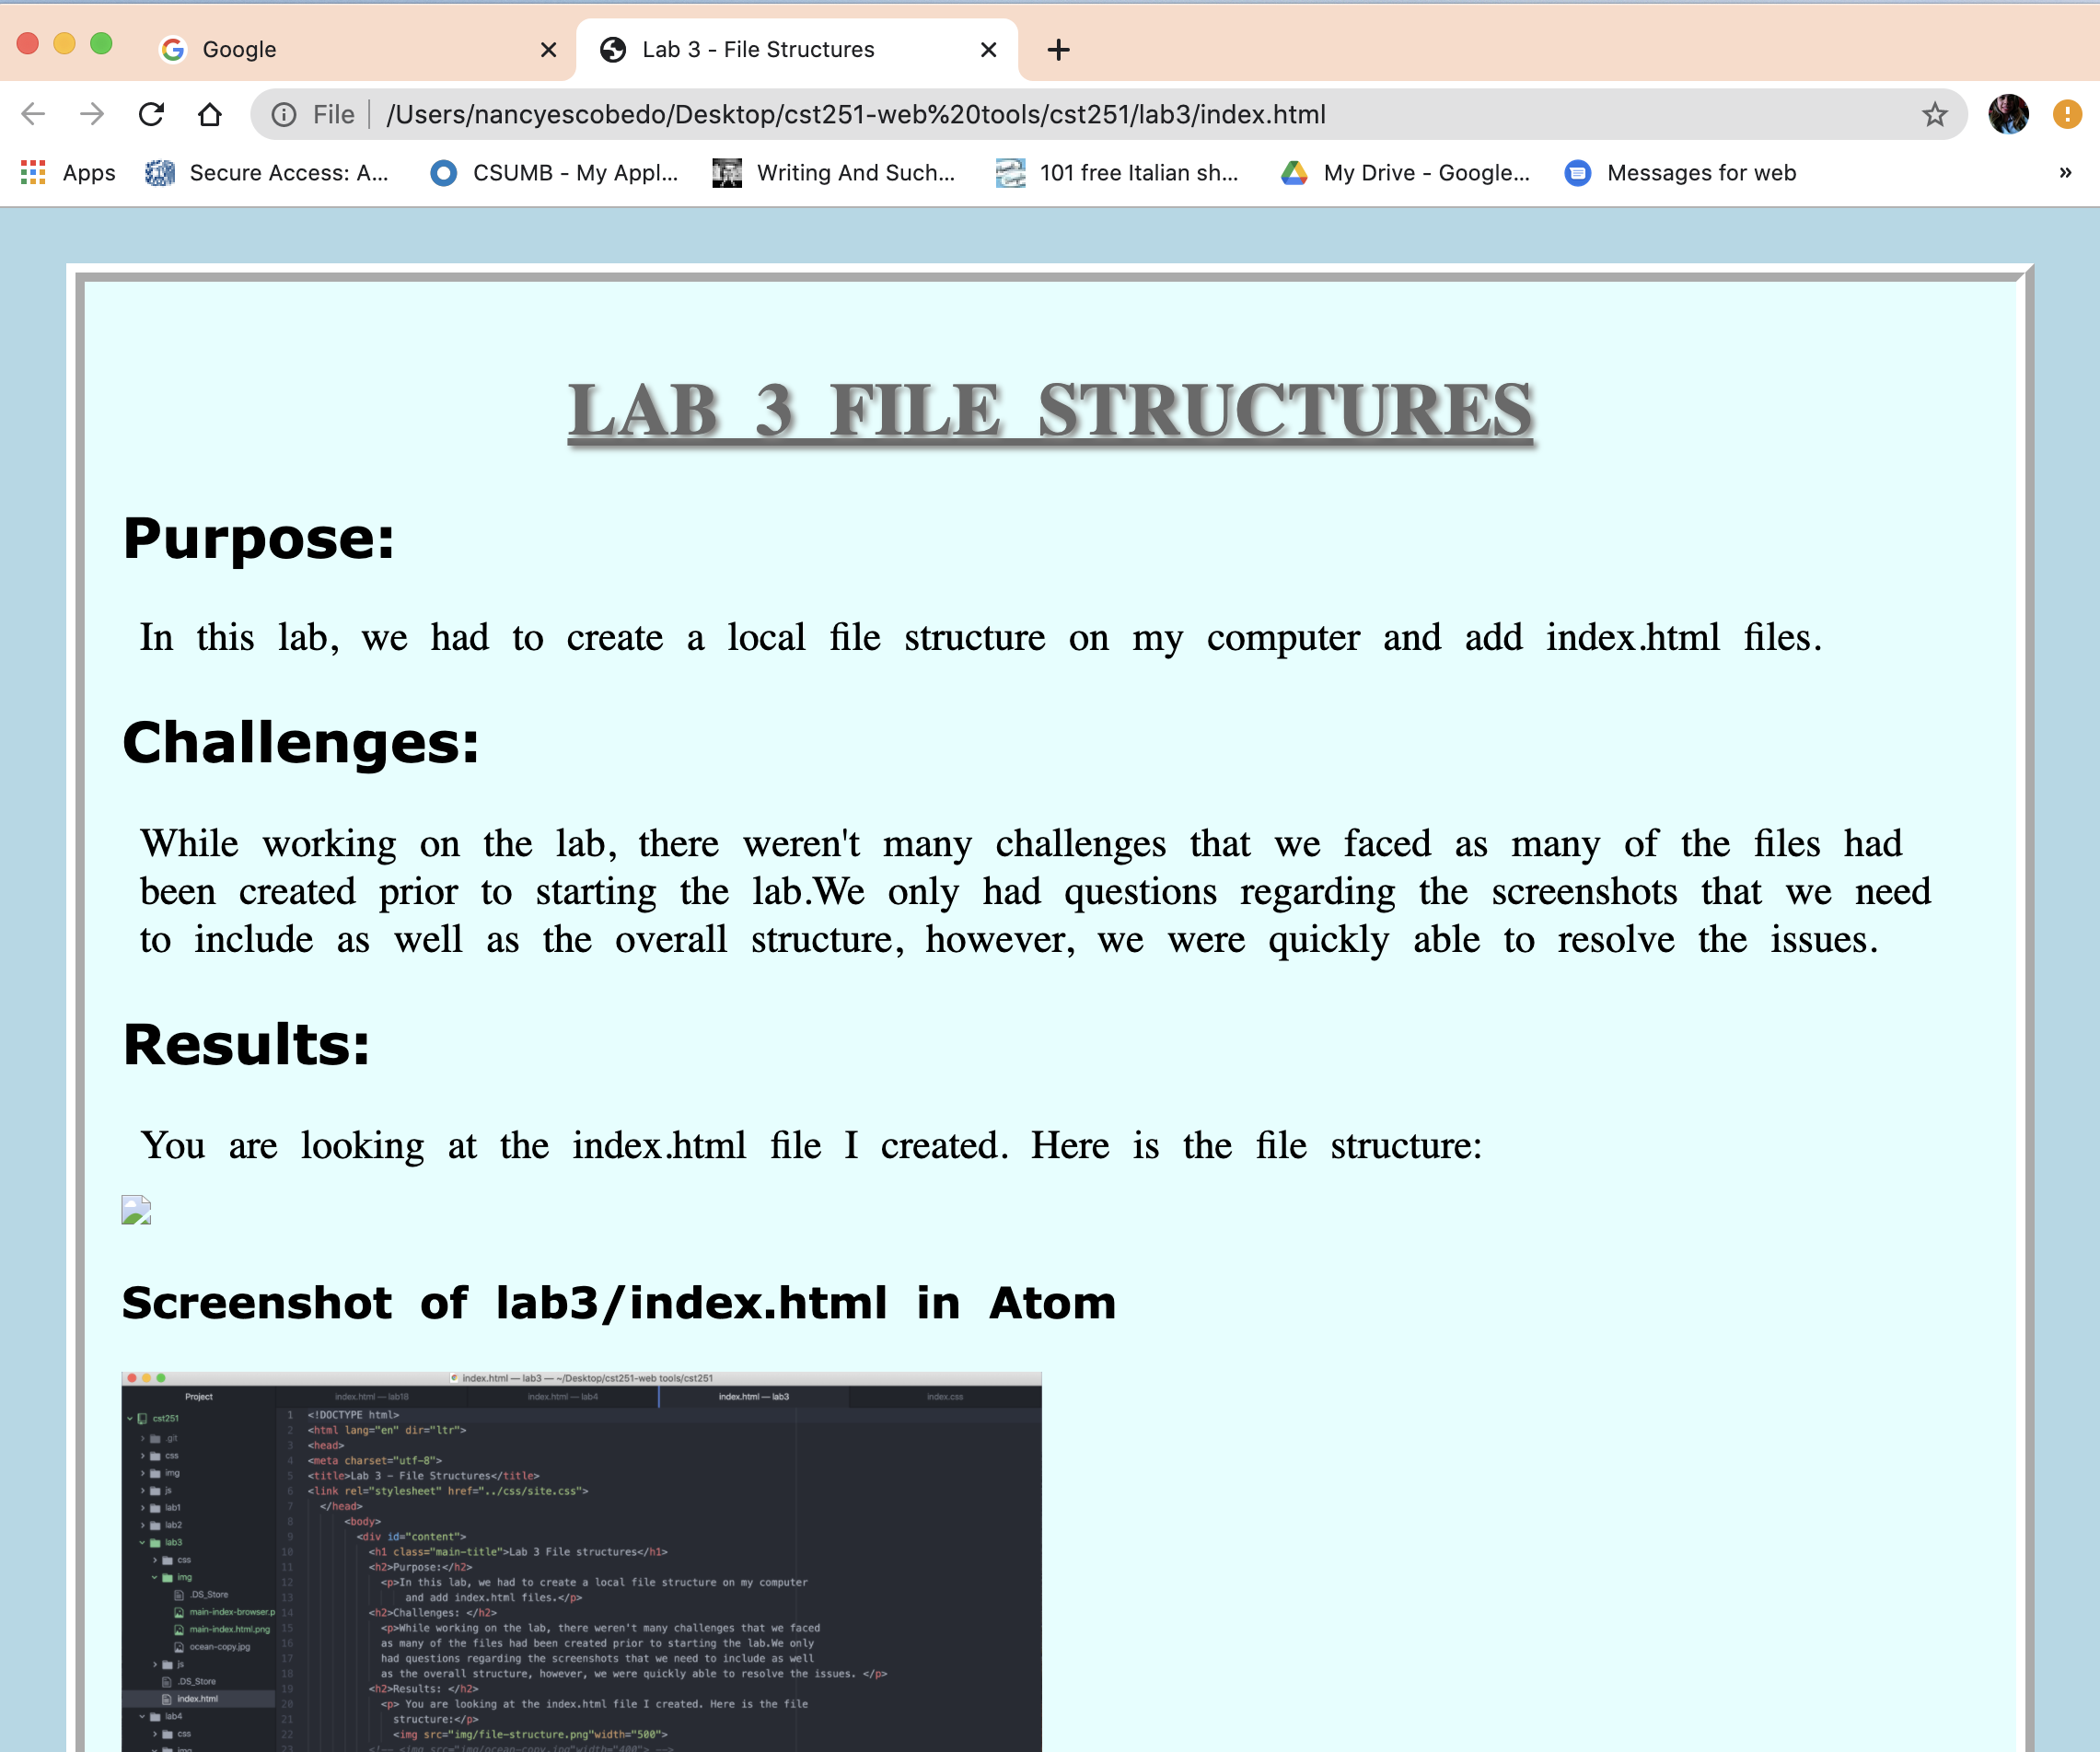 Google
Lab 3 - File Structures
File /Users/nancyescobedo/Desktop/cst251-web%20tools/cst251/lab3/index.html
Apps Secure Access: A... CSUMB - My Appl... Writing And Such... 101 free Italian sh... My Drive - Google... Messages for web »
LAB 3 FILE STRUCTURES
Purpose:
In this lab, we had to create a local file structure on my computer and add index.html files.
Challenges:
While working on the lab, there weren't many challenges that we faced as many of the files had
been created prior to starting the lab.We only had questions regarding the screenshots that we need
to include as well as the overall structure, however, we were quickly able to resolve the issues.
Results:
You are looking at the index.html file I created. Here is the file structure:
Screenshot of lab3/index.html in Atom
index.html — lab3 — ~/Desktop/cst251-web tools/cst251
Project
index.html — lab18
index.html — lab4
index.html — lab3
index.css
cst251
.git
css
img
js
lab1
lab2
lab3
css
img
.DS_Store
main-index-browser.p
main-index.html.png
ocean-copy.jpg
js
.DS_Store
index.html
lab4
css
img
1 <!DOCTYPE html>
2 <html lang="en" dir="ltr">
3 <head>
4 <meta charset="utf-8">
5 <title>Lab 3 - File Structures</title>
6 <link rel="stylesheet" href="../css/site.css">
7 </head>
8 <body>
9 <div id="content">
10 <h1 class="main-title">Lab 3 File structures</h1>
11 <h2>Purpose:</h2>
12 <p>In this lab, we had to create a local file structure on my computer
13 and add index.html files.</p>
14 <h2>Challenges: </h2>
15 <p>While working on the lab, there weren't many challenges that we faced
16 as many of the files had been created prior to starting the lab.We only
17 had questions regarding the screenshots that we need to include as well
18 as the overall structure, however, we were quickly able to resolve the issues. </p>
19 <h2>Results: </h2>
20 <p> You are looking at the index.html file I created. Here is the file
21 structure:</p>
22 <img src="img/file-structure.png"width="500">
23 <!-- <img src="img/ocean-copy.jpg"width="400"> -->